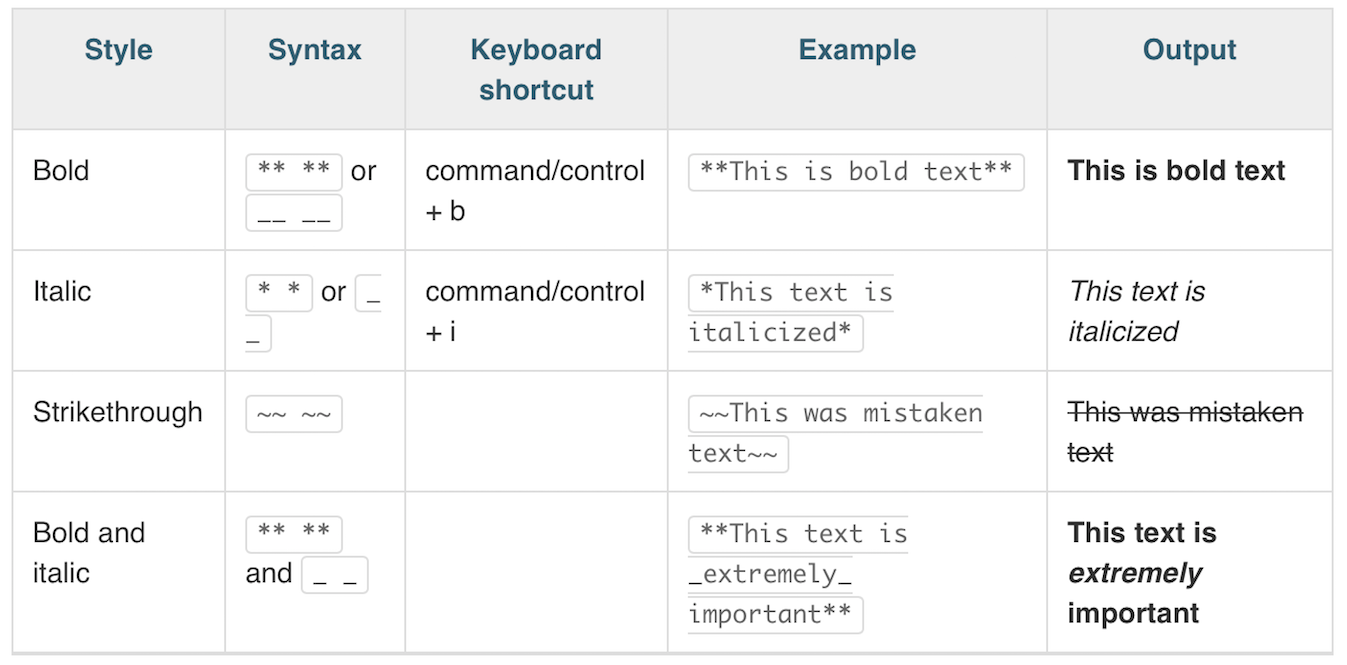 Style Syntax Keyboard shortcut Example Output
Bold ** ** or __ __ command/control + b **This is bold text** This is bold text
Italic * * or _ _ command/control + i *This text is italicized* This text is italicized
Strikethrough ~~ ~~ ~~This was mistaken text~~ This was mistaken text
Bold and italic ** ** and _ _ **This text is _extremely_ important** This text is extremely important